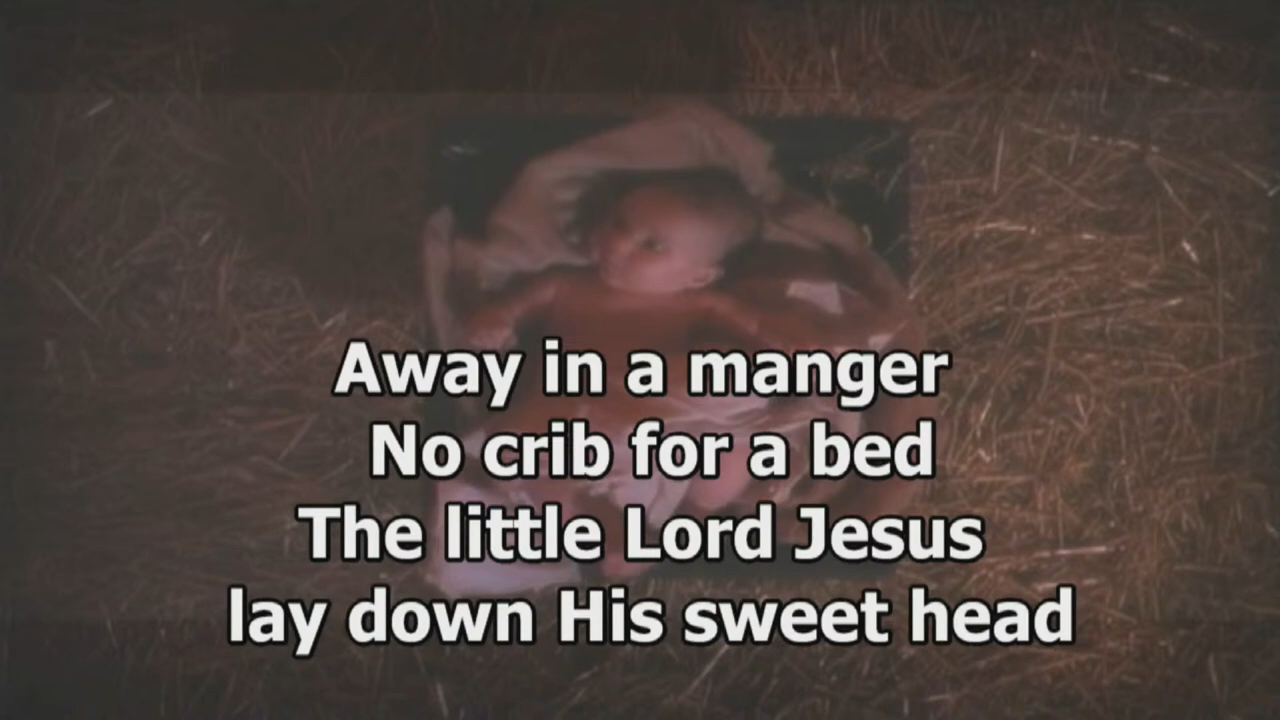 Away in a manger
No crib for a bed
The little Lord Jesus
lay down His sweet head